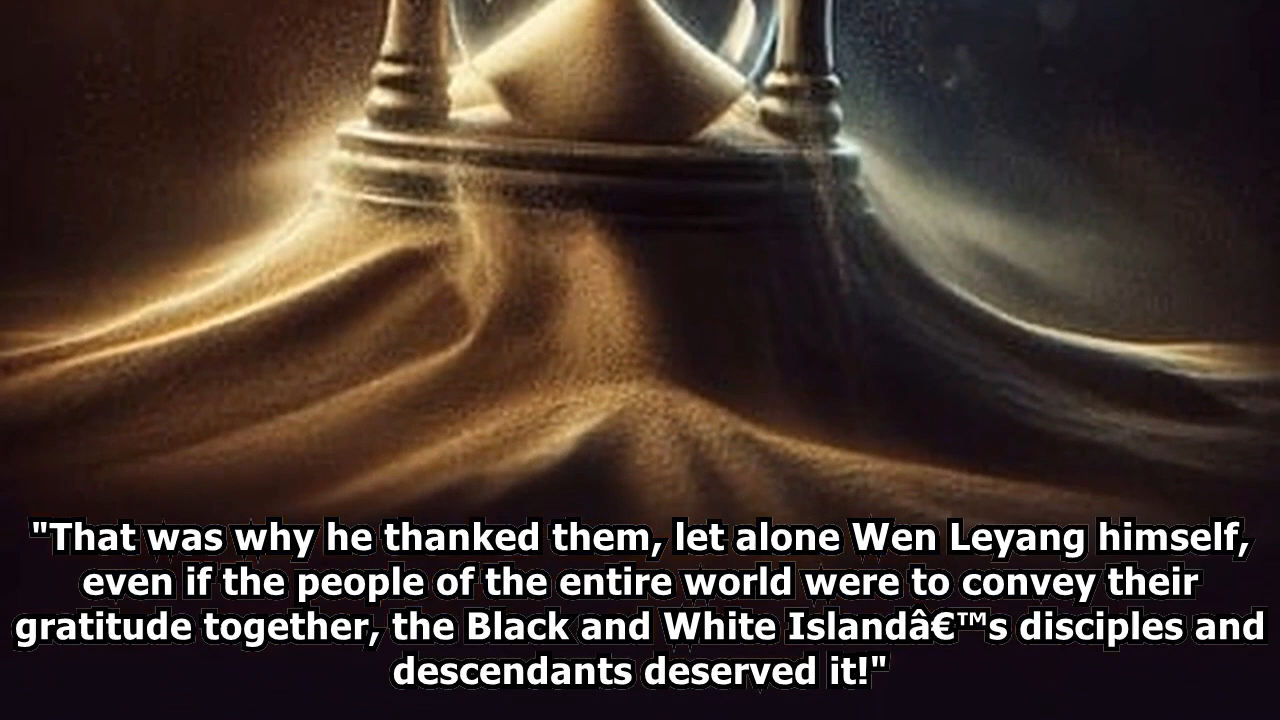 "That was why he thanked them, let alone Wen Leyang himself,
even if the people of the entire world were to convey their
gratitude together, the Black and White Islandâ€™s disciples and
descendants deserved it!"